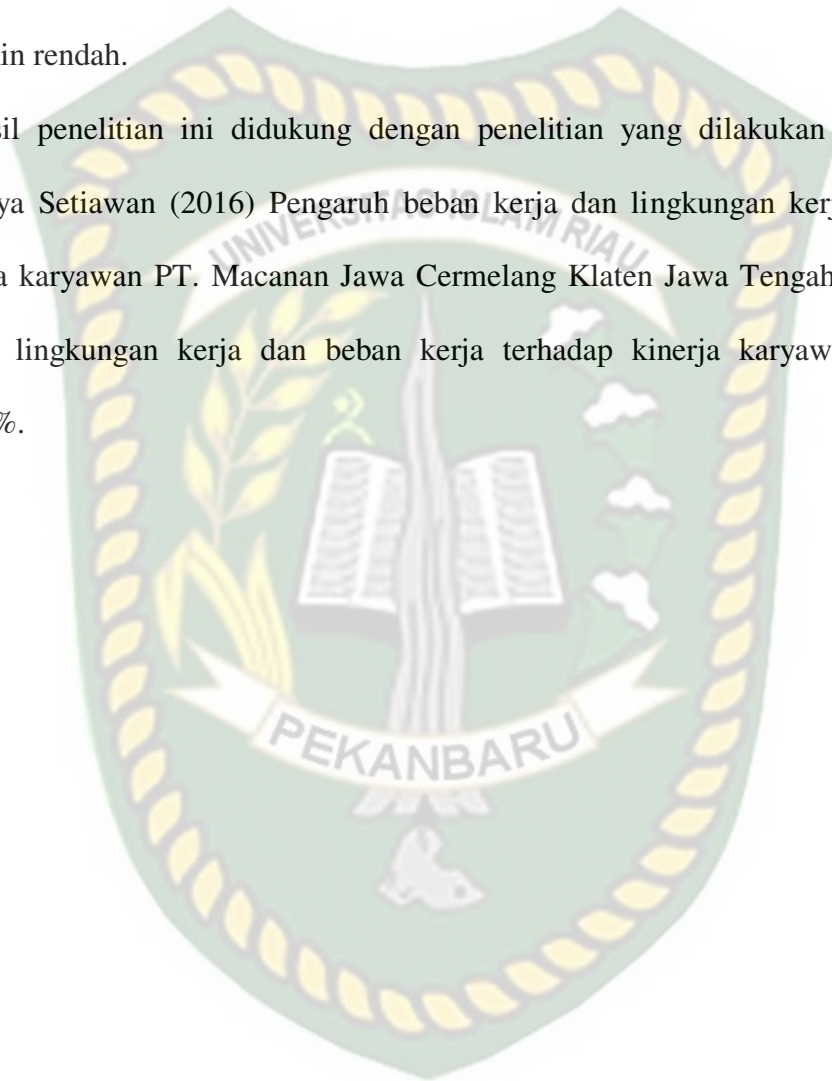 in rendah.
sil penelitian ini didukung dengan penelitian yang dilakukan
ya Setiawan (2016) Pengaruh beban kerja dan lingkungan kerj
UNIVERSITAS ISLAM RIAU
a karyawan PT. Macanan Jawa Cermelang Klaten Jawa Tengah
lingkungan kerja dan beban kerja terhadap kinerja karyaw
%.
PEKANBARU